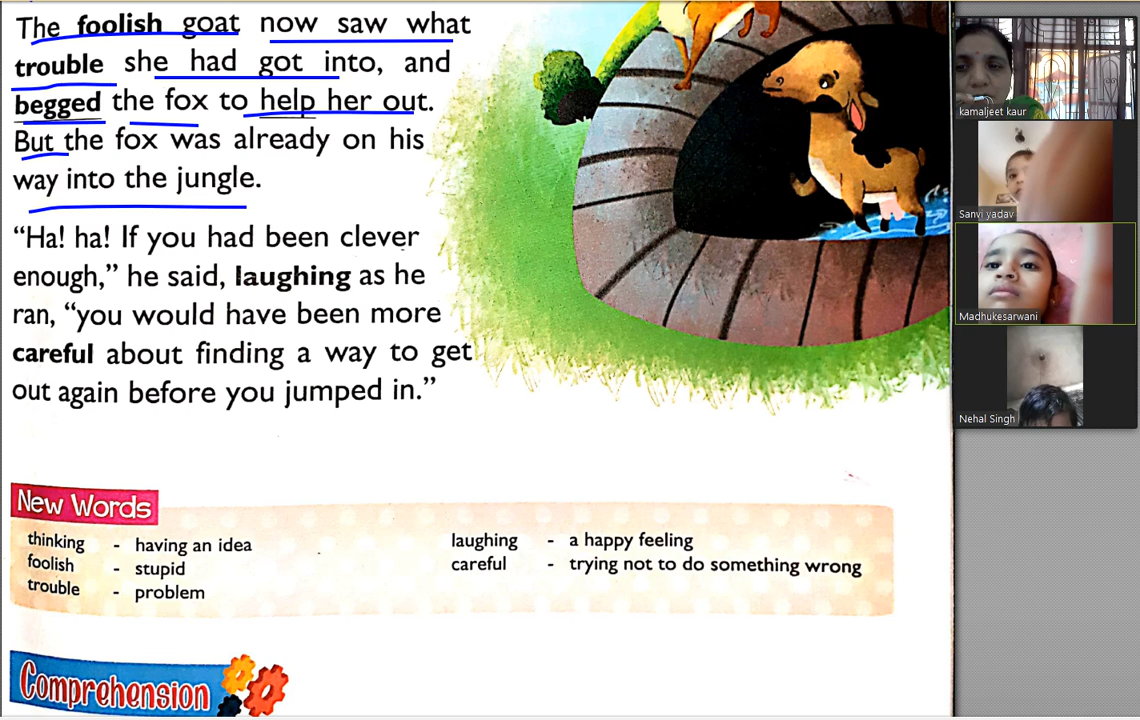 The foolish goat now saw what
trouble she had got into, and
begged the fox to help her out.
But the fox was already on his
way into the jungle.
“Ha! ha! If you had been clever
enough,” he said, laughing as he
ran, “you would have been more
careful about finding a way to get
out again before you jumped in.”
New Words
thinking - having an idea
foolish - stupid
trouble - problem
laughing - a happy feeling
careful - trying not to do something wrong
Comprehension
kamaljeet kaur
Sanvi yadav
Madhukesarwani
Nehal Singh